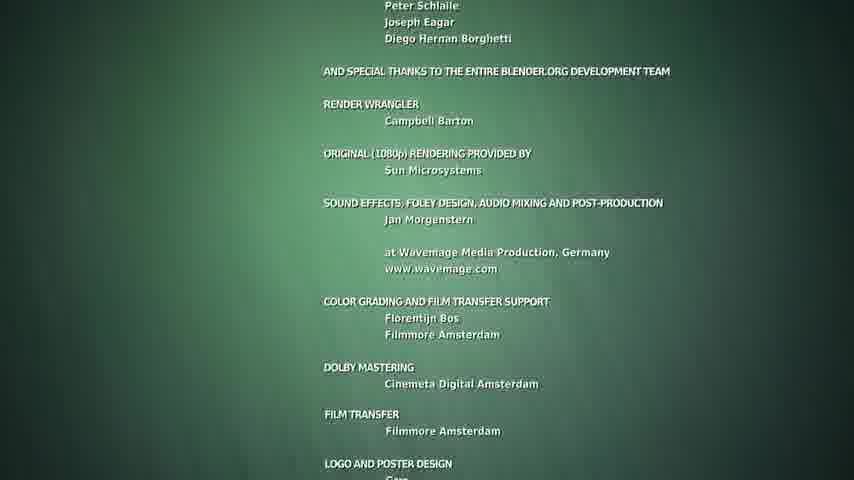 Peter Schlaile
Joseph Eagar
Diego Hernan Borghetti
AND SPECIAL THANKS TO THE ENTIRE BLENDER.ORG DEVELOPMENT TEAM
RENDER WRANGLER
Campbell Barton
ORIGINAL (1080p) RENDERING PROVIDED BY
Sun Microsystems
SOUND EFFECTS, FOLEY DESIGN, AUDIO MIXING AND POST-PRODUCTION
Jan Morgenstern
at Wavemage Media Production, Germany
www.wavemage.com
COLOR GRADING AND FILM TRANSFER SUPPORT
Florentijn Bos
Filmmore Amsterdam
DOLBY MASTERING
Cinemeta Digital Amsterdam
FILM TRANSFER
Filmmore Amsterdam
LOGO AND POSTER DESIGN